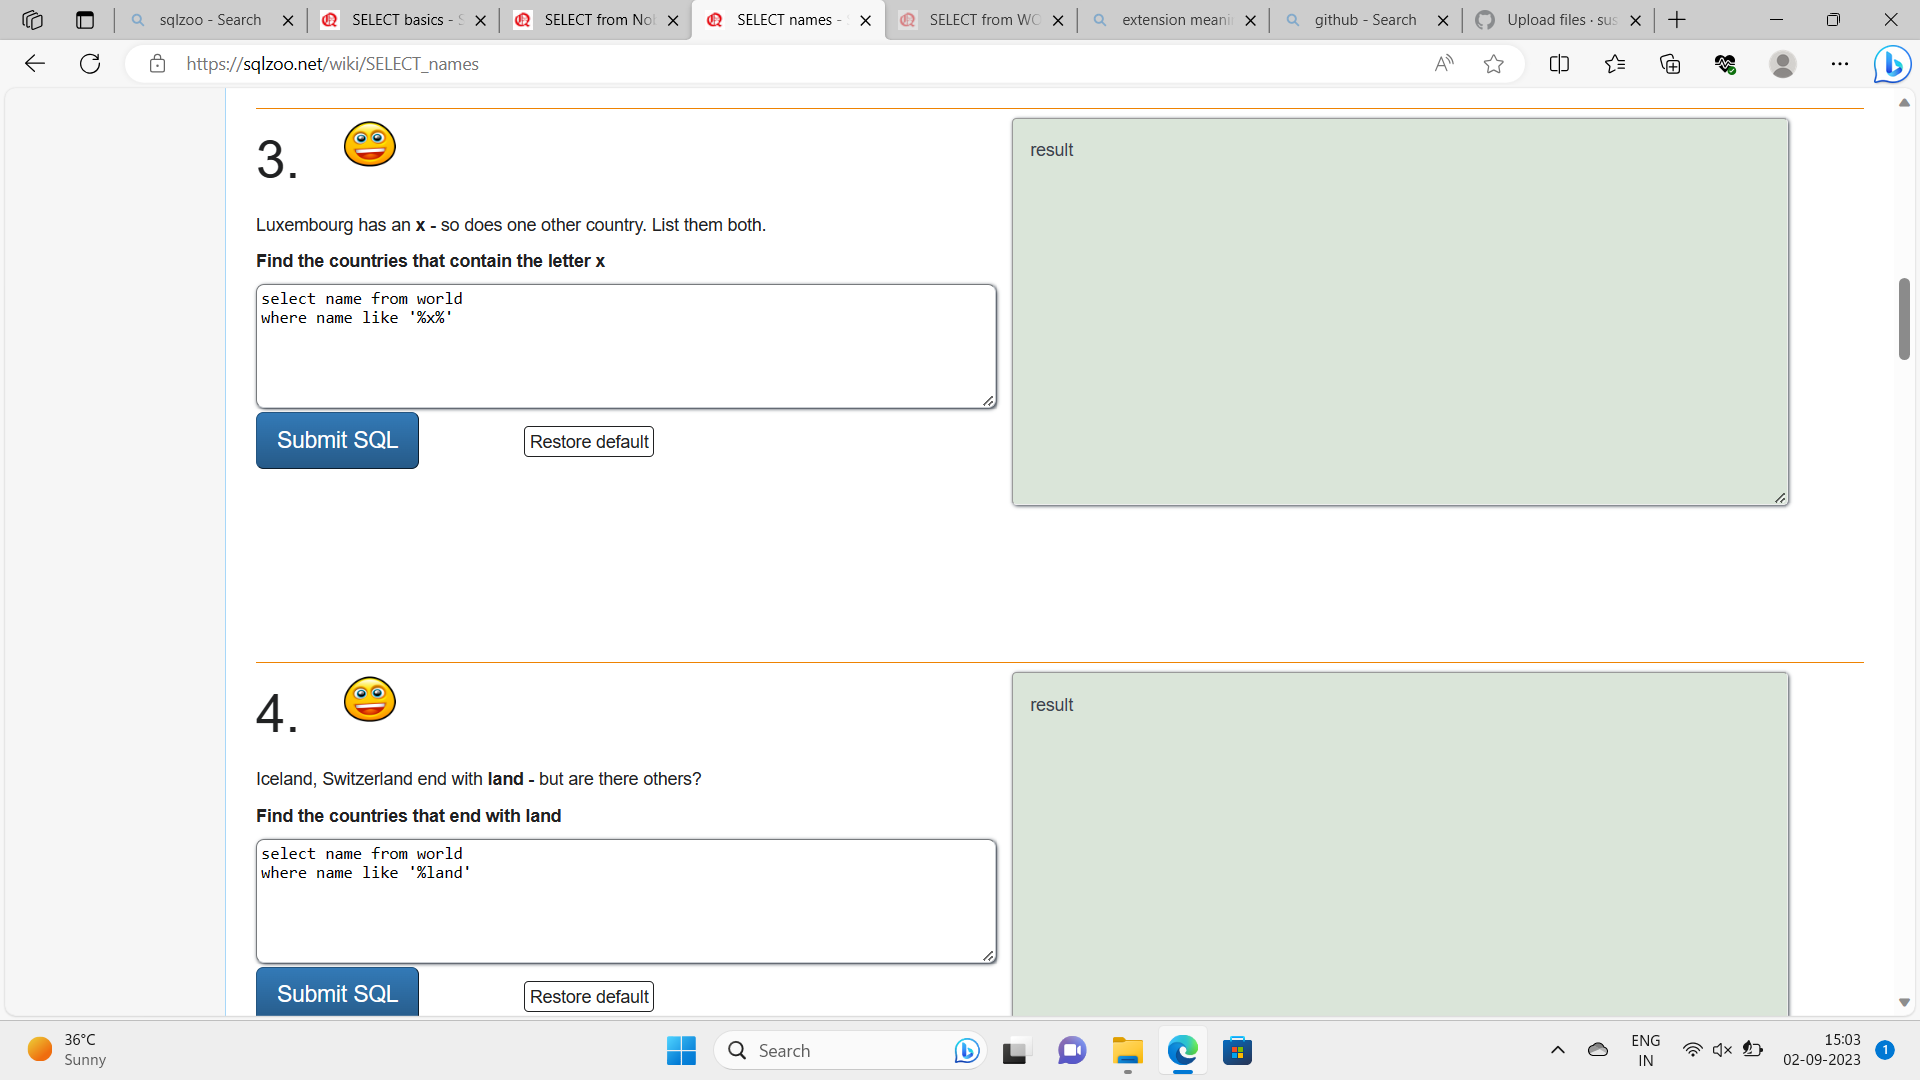 sqlzoo - Search
SELECT basics - S
SELECT from No
SELECT names -
SELECT from WO
extension meani
github - Search
Upload files · sus
https://sqlzoo.net/wiki/SELECT_names
3.
result
Luxembourg has an x - so does one other country. List them both.
Find the countries that contain the letter x
select name from world
where name like '%x%'
Submit SQL
Restore default
4.
result
Iceland, Switzerland end with land - but are there others?
Find the countries that end with land
select name from world
where name like '%land'
Submit SQL
Restore default
36°C
Sunny
Search
ENG
IN
15:03
02-09-2023
1